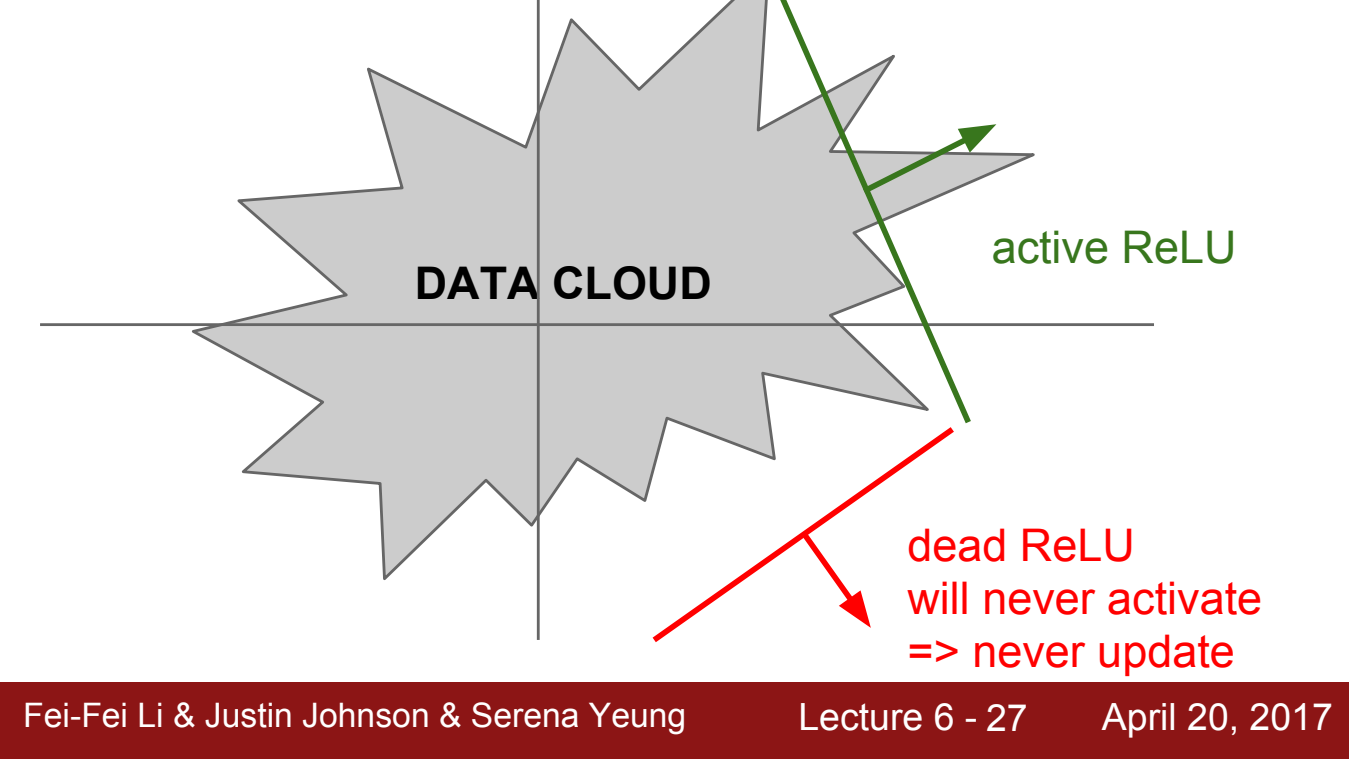 active ReLU
DATA CLOUD
dead ReLU
will never activate
=> never update
Fei-Fei Li & Justin Johnson & Serena Yeung
Lecture 6 - 27
April 20, 2017